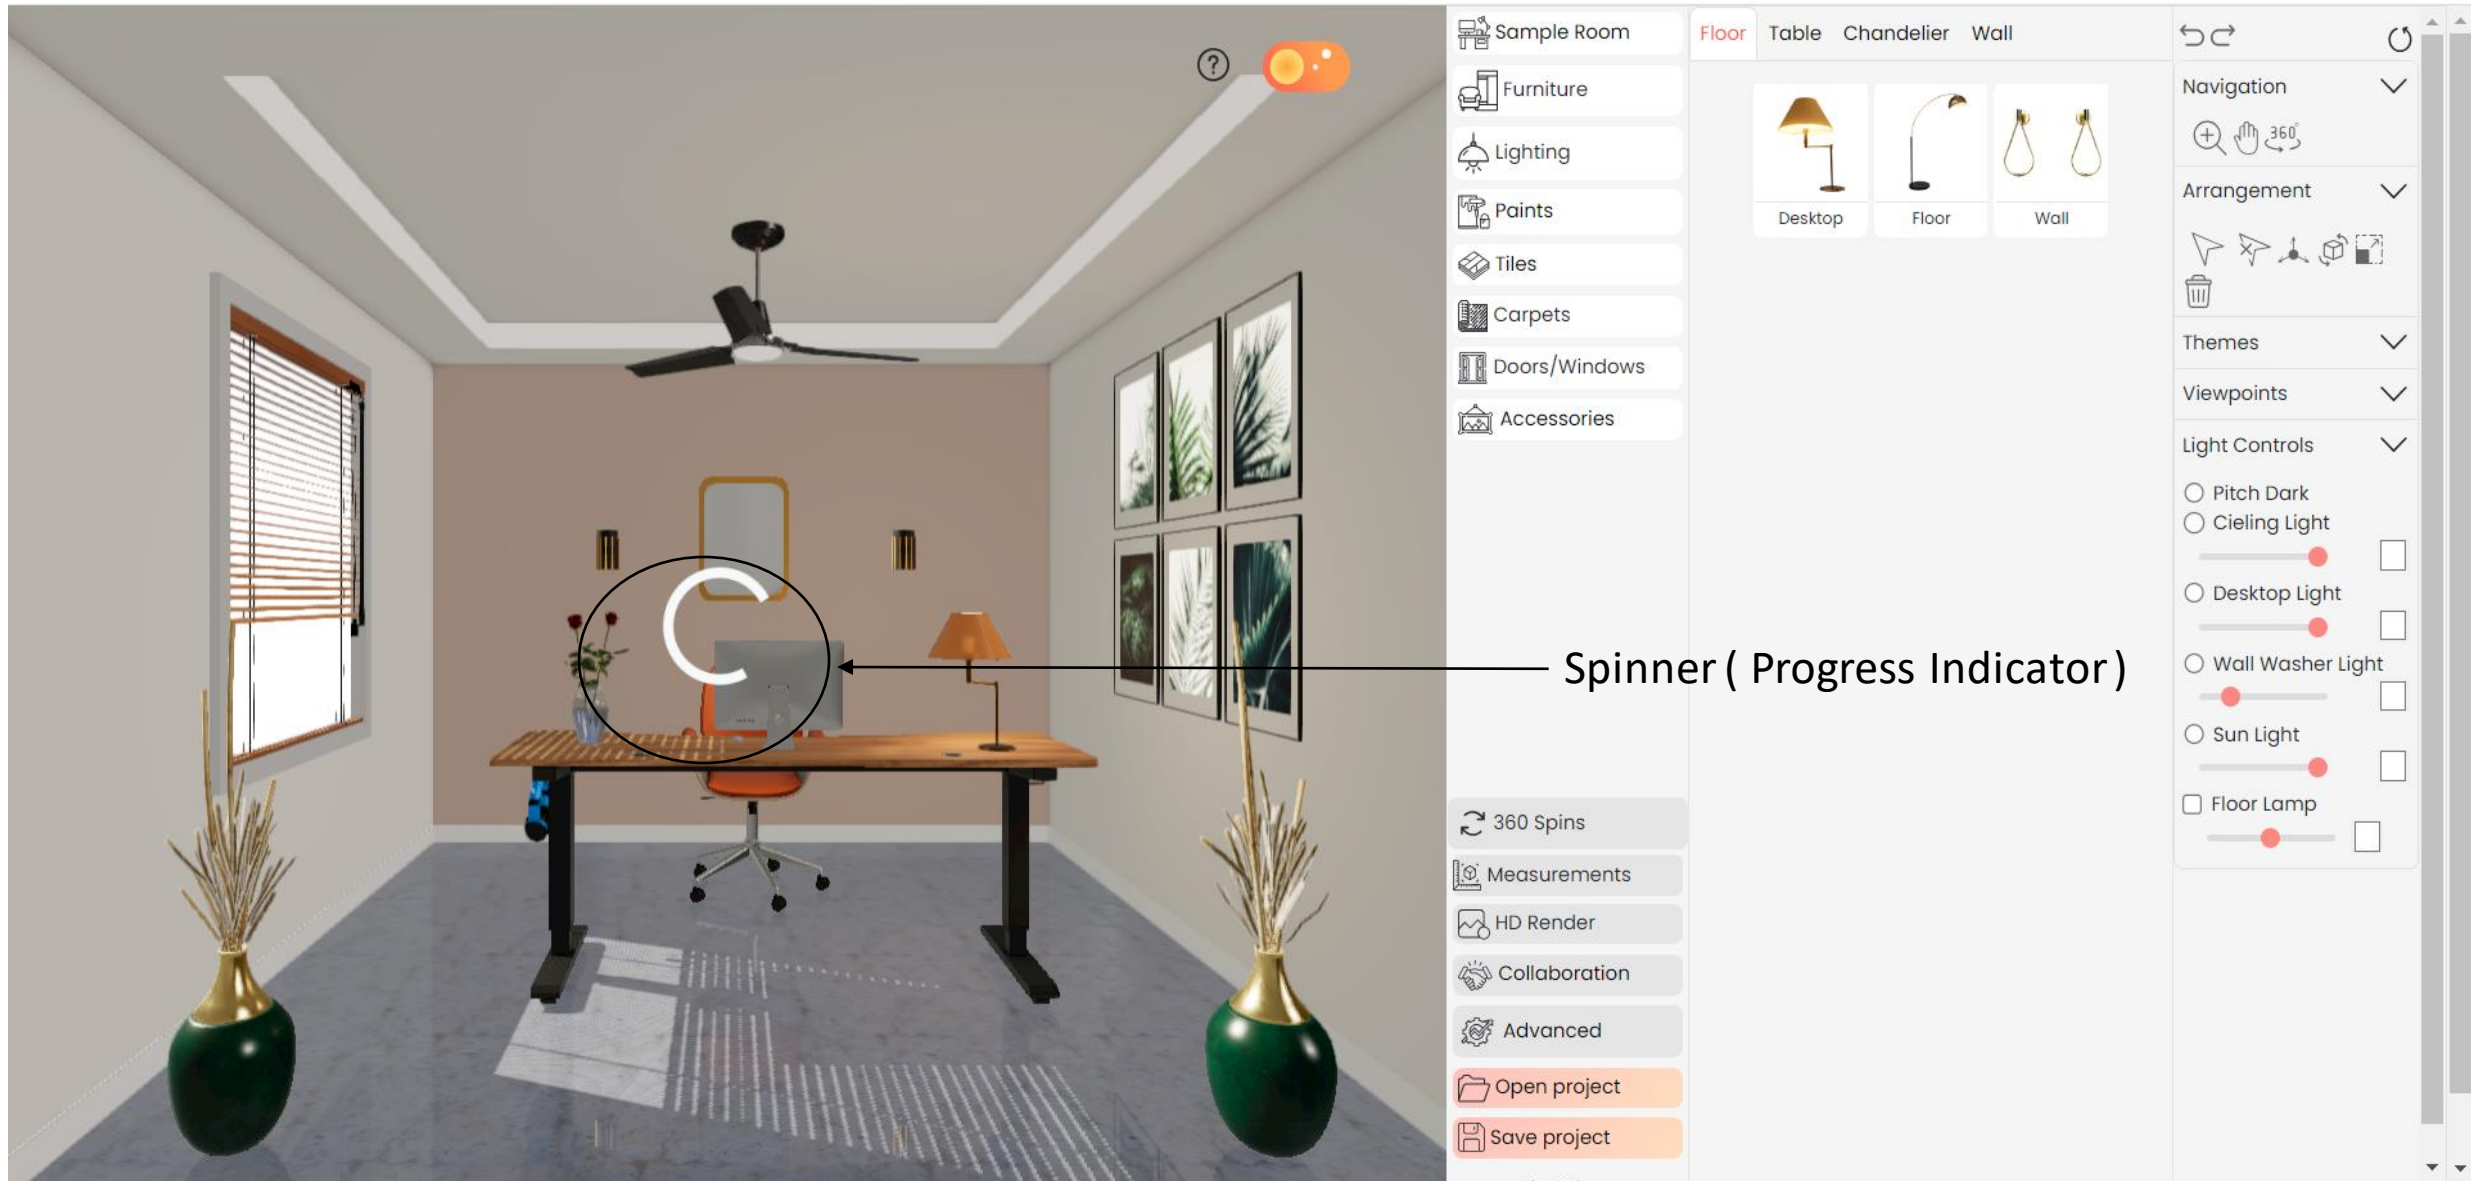 Sample Room
Furniture
Lighting
Paints
Tiles
Carpets
Doors/Windows
Accessories
360 Spins
Measurements
HD Render
Collaboration
Advanced
Open project
Save project
Floor Table Chandelier Wall
Desktop Floor Wall
Spinner ( Progress Indicator )
Navigation
360°
Arrangement
Themes
Viewpoints
Light Controls
Pitch Dark
Cieling Light
Desktop Light
Wall Washer Light
Sun Light
Floor Lamp
?